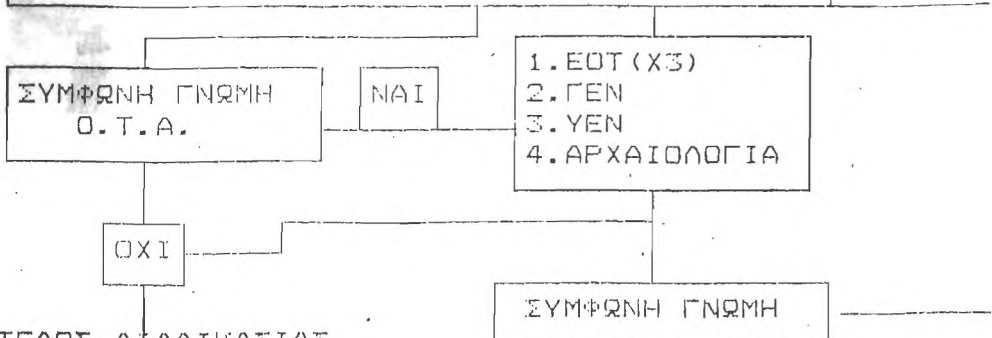 ΣΥΜΦΩΝΗ ΓΝΩΜΗ
Ο.Τ.Α.
ΝΑΙ
1.ΕΟΤ(Χ3)
2.ΓΕΝ
3.ΥΕΝ
4.ΑΡΧΑΙΟΛΟΓΙΑ
ΟΧΙ
ΣΥΜΦΩΝΗ ΓΝΩΜΗ